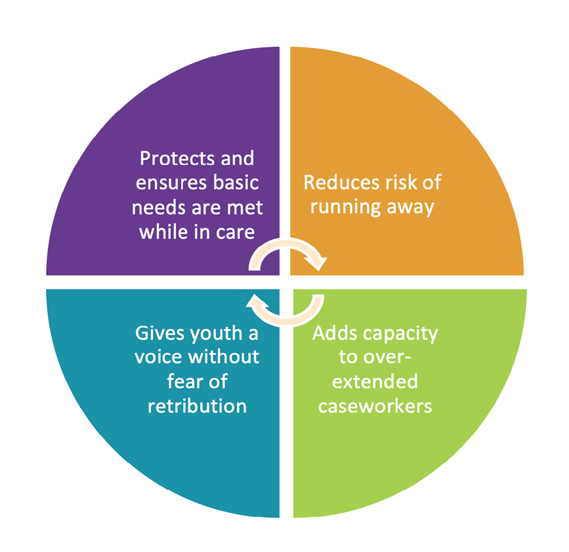 Protects and
ensures basic
needs are met
while in care
Reduces risk of
running away
Gives youth a
voice without
fear of
retribution
Adds capacity
to over-
extended
caseworkers